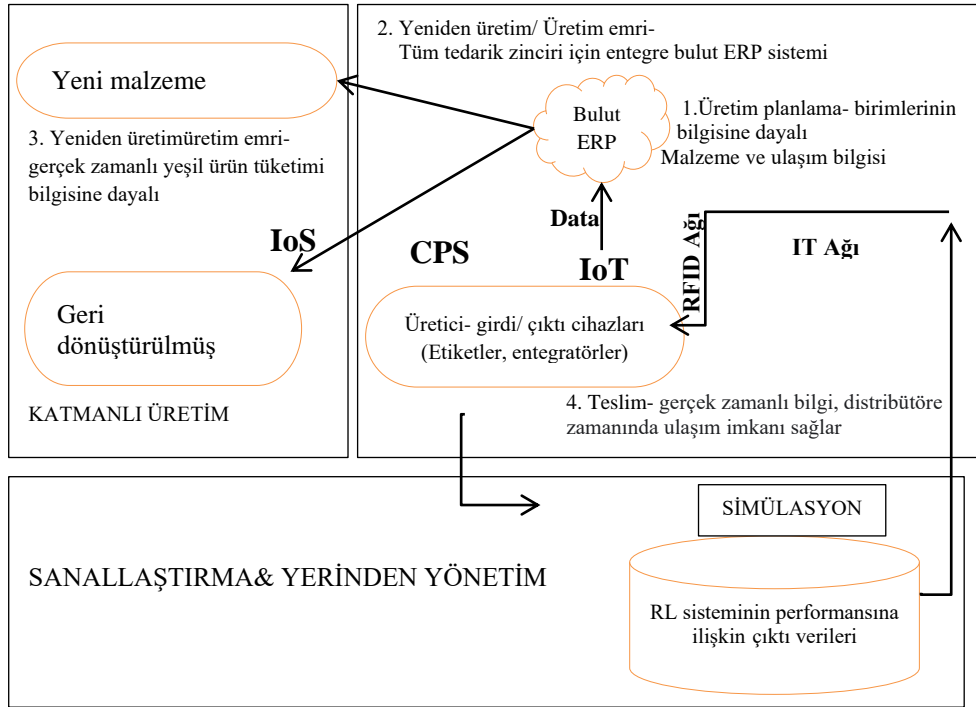 Yeni malzeme
3. Yeniden üretimüretim emri-
gerçek zamanlı yeşil ürün tüketimi
bilgisine dayalı
IoS
Geri
dönüştürülmüş
KATMANLI ÜRETİM
2. Yeniden üretim/ Üretim emri-
Tüm tedarik zinciri için entegre bulut ERP sistemi
Bulut
ERP
1.Üretim planlama- birimlerinin
bilgisine dayalı
Malzeme ve ulaşım bilgisi
Data
CPS
IoT
RFID Ağı
IT Ağı
Üretici- girdi/ çıktı cihazları
(Etiketler, entegratörler)
4. Teslim- gerçek zamanlı bilgi, distribütöre
zamanında ulaşım imkanı sağlar
SİMÜLASYON
SANALLAŞTIRMA& YERİNDEN YÖNETİM
RL sisteminin performansına
ilişkin çıktı verileri